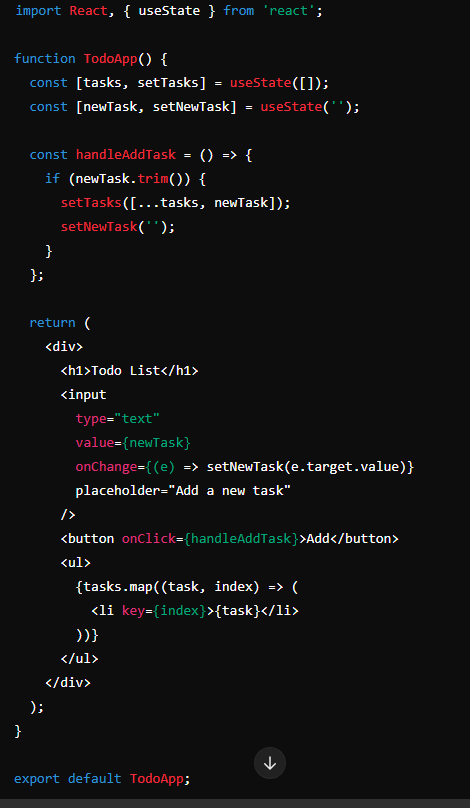 import React, { useState } from 'react';
function TodoApp() {
const [tasks, setTasks] = useState([]);
const [newTask, setNewTask] = useState('');
const handleAddTask = () => {
if (newTask.trim()) {
setTasks([...tasks, newTask]);
setNewTask('');
}
};
return (
<div>
<h1>Todo List</h1>
<input
type="text"
value={newTask}
onChange={(e) => setNewTask(e.target.value)}
placeholder="Add a new task"
/>
<button onClick={handleAddTask}>Add</button>
<ul>
{tasks.map((task, index) => (
<li key={index}>{task}</li>
))}
</ul>
</div>
);
}
export default TodoApp;